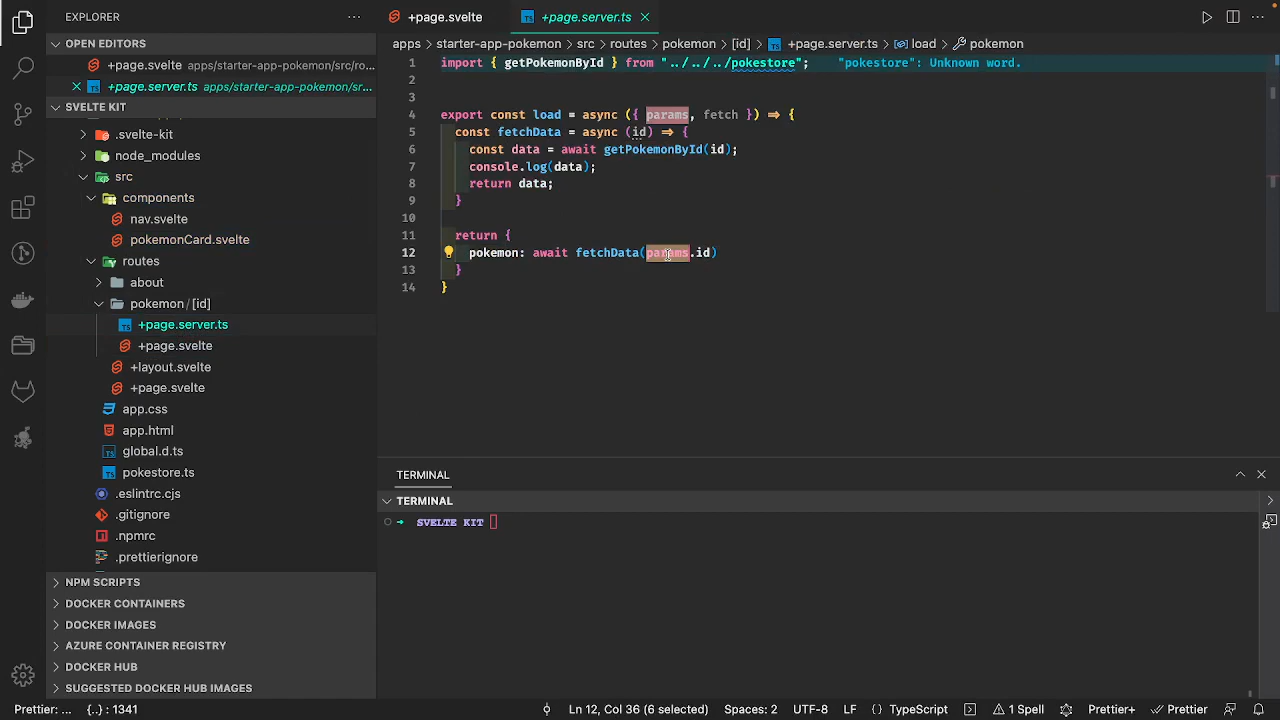 EXPLORER
OPEN EDITORS
+page.svelte apps/starter-app-pokemon/src/ro...
+page.server.ts apps/starter-app-pokemon/sr...
SVELTE KIT
.svelte-kit
node_modules
src
components
nav.svelte
pokemonCard.svelte
routes
about
pokemon/[id]
+page.server.ts
+page.svelte
+layout.svelte
+page.svelte
app.css
app.html
global.d.ts
pokestore.ts
.eslintrc.cjs
.gitignore
.npmrc
.prettierignore
NPM SCRIPTS
DOCKER CONTAINERS
DOCKER IMAGES
AZURE CONTAINER REGISTRY
DOCKER HUB
SUGGESTED DOCKER HUB IMAGES
+page.svelte
+page.server.ts
apps > starter-app-pokemon > src > routes > pokemon > [id] > +page.server.ts > load > pokemon
1 import { getPokemonById } from "../../../pokestore"; "pokestore": Unknown word.
2
3
4 export const load = async ({ params, fetch }) => {
5 const fetchData = async (id) => {
6 const data = await getPokemonById(id);
7 console.log(data);
8 return data;
9 }
10
11 return {
12 pokemon: await fetchData(params.id)
13 }
14 }
TERMINAL
TERMINAL
→ SVELTE KIT
Prettier: ... {..} : 1341 Ln 12, Col 36 (6 selected) Spaces: 2 UTF-8 LF {} TypeScript 1 Spell Prettier+ Prettier